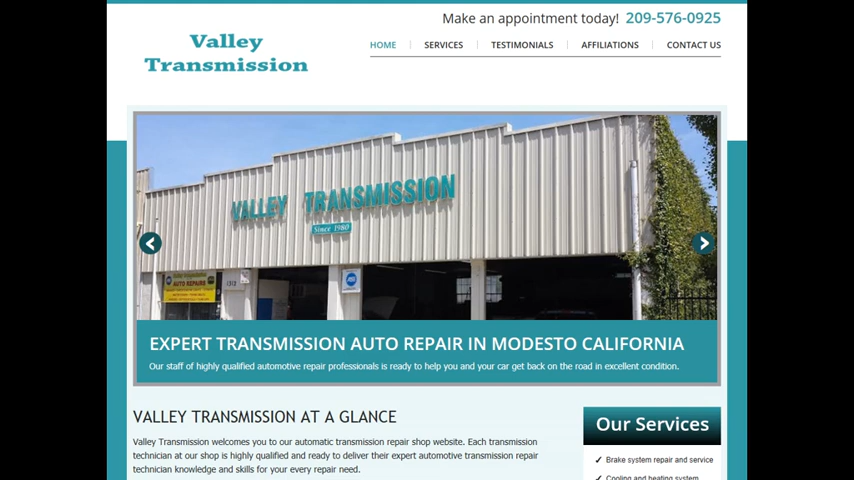 Make an appointment today! 209-576-0925
Valley
Transmission
HOME SERVICES TESTIMONIALS AFFILIATIONS CONTACT US
VALLEY TRANSMISSION
Since 1980
AUTO REPAIR
1312
EXPERT TRANSMISSION AUTO REPAIR IN MODESTO CALIFORNIA
Our staff of highly qualified automotive repair professionals is ready to help you and your car get back on the road in excellent condition.
VALLEY TRANSMISSION AT A GLANCE
Valley Transmission welcomes you to our automatic transmission repair shop website. Each transmission
technician at our shop is highly qualified and ready to deliver their expert automotive transmission repair
technician knowledge and skills for your every repair need.
Our Services
✓ Brake system repair and service
✓ Cooling and heating system